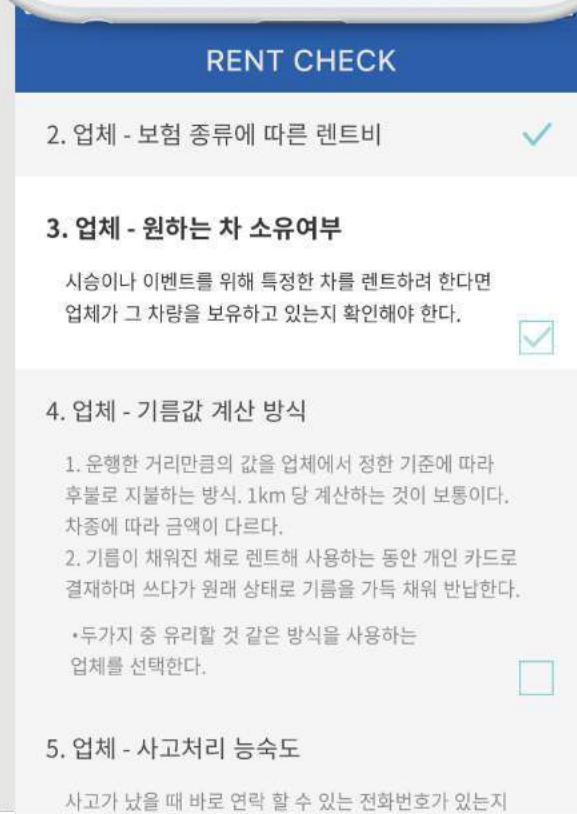 RENT CHECK
2. 업체 - 보험 종류에 따른 렌트비
3. 업체 - 원하는 차 소유여부
시승이나 이벤트를 위해 특정한 차를 렌트하려 한다면
업체가 그 차량을 보유하고 있는지 확인해야 한다.
4. 업체 - 기름값 계산 방식
1. 운행한 거리만큼의 값을 업체에서 정한 기준에 따라
후불로 지불하는 방식. 1km 당 계산하는 것이 보통이다.
차종에 따라 금액이 다르다.
2. 기름이 채워진 채로 렌트해 사용하는 동안 개인 카드로
결재하며 쓰다가 원래 상태로 기름을 가득 채워 반납한다.
•두가지 중 유리할 것 같은 방식을 사용하는
업체를 선택한다.
5. 업체 - 사고처리 능숙도
사고가 났을 때 바로 연락 할 수 있는 전화번호가 있는지